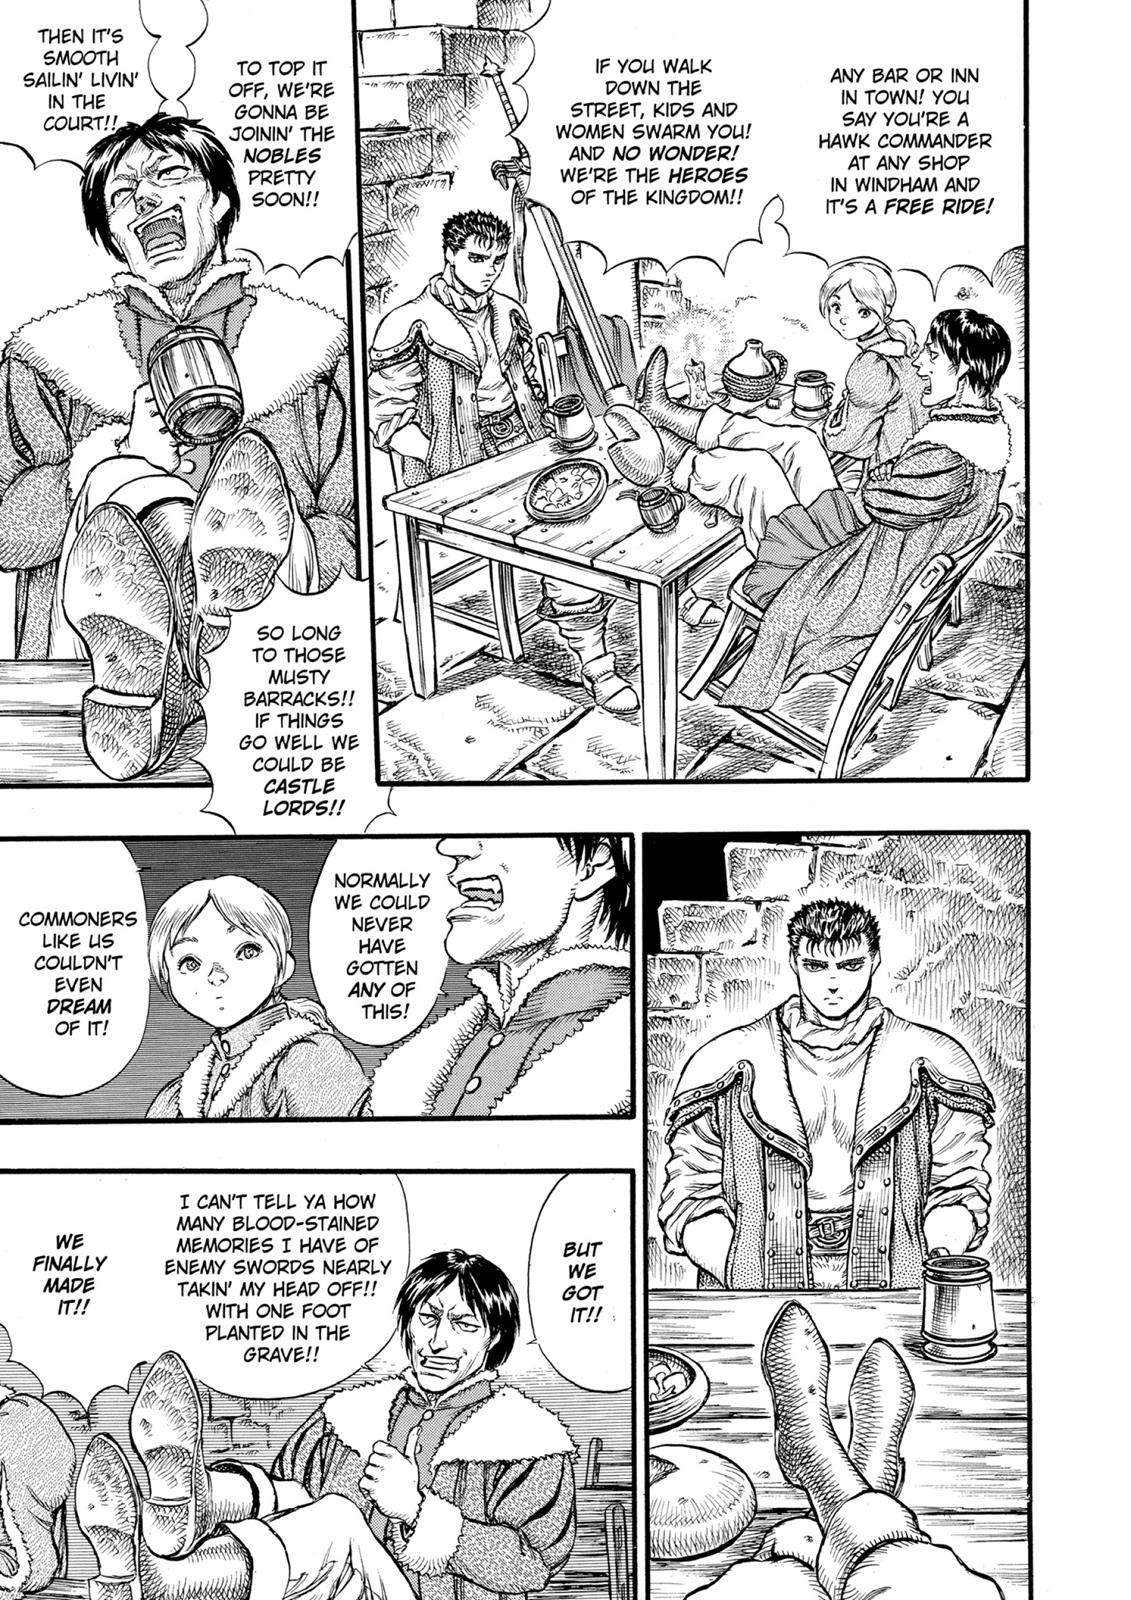 ANY BAR OR INN
IN TOWN! YOU
SAY YOU'RE A
HAWK COMMANDER
AT ANY SHOP
IN WINDHAM AND
IT'S A FREE RIDE!
IF YOU WALK
DOWN THE
STREET, KIDS AND
WOMEN SWARM YOU!
AND NO WONDER!
WE'RE THE HEROES
OF THE KINGDOM!!
TO TOP IT
OFF, WE'RE
GONNA BE
JOININ' THE
NOBLES
PRETTY
SOON!!
THEN IT'S
SMOOTH
SAILIN' LIVIN'
IN THE
COURT!!
SO LONG
TO THOSE
MUSTY
BARRACKS!!
IF THINGS
GO WELL WE
COULD BE
CASTLE
LORDS!!
NORMALLY
WE COULD
NEVER
HAVE
GOTTEN
ANY OF
THIS!
COMMONERS
LIKE US
COULDN'T
EVEN
DREAM
OF IT!
BUT
WE
GOT
IT!!
I CAN'T TELL YA HOW
MANY BLOOD-STAINED
MEMORIES I HAVE OF
ENEMY SWORDS NEARLY
TAKIN' MY HEAD OFF!!
WITH ONE FOOT
PLANTED IN THE
GRAVE!!
WE
FINALLY
MADE
IT!!